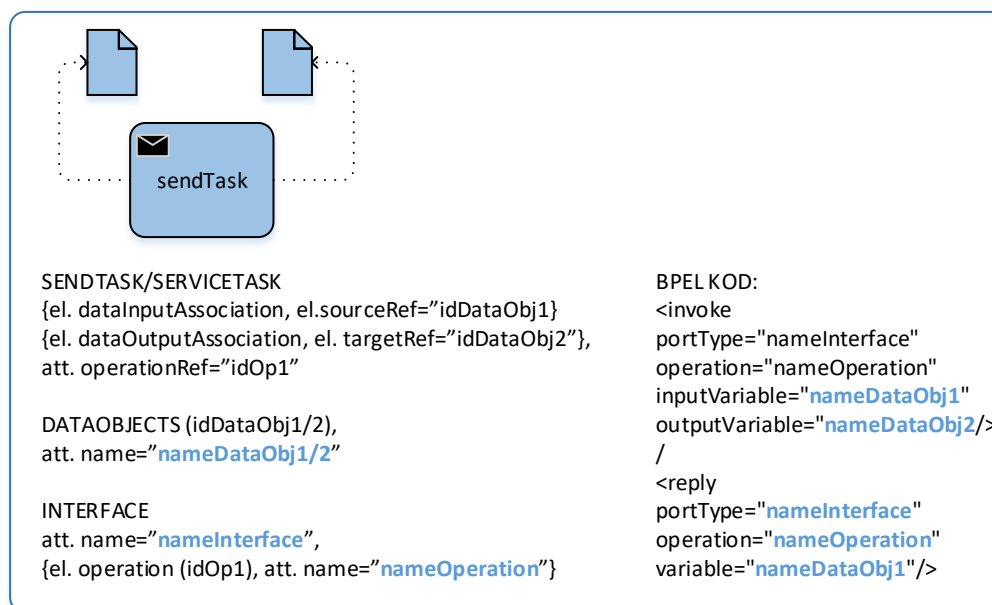 sendTask
SENDTASK/SERVICETASK
{el. dataInputAssociation, el.sourceRef=”idDataObj1}
{el. dataOutputAssociation, el. targetRef=”idDataObj2”},
att. operationRef=”idOp1”
DATAOBJECTS (idDataObj1/2),
att. name=”nameDataObj1/2”
INTERFACE
att. name=”nameInterface”,
{el. operation (idOp1), att. name=”nameOperation”}
BPEL KOD:
<invoke
portType="nameInterface"
operation="nameOperation"
inputVariable="nameDataObj1"
outputVariable="nameDataObj2/>
/
<reply
portType="nameInterface"
operation="nameOperation"
variable="nameDataObj1"/>